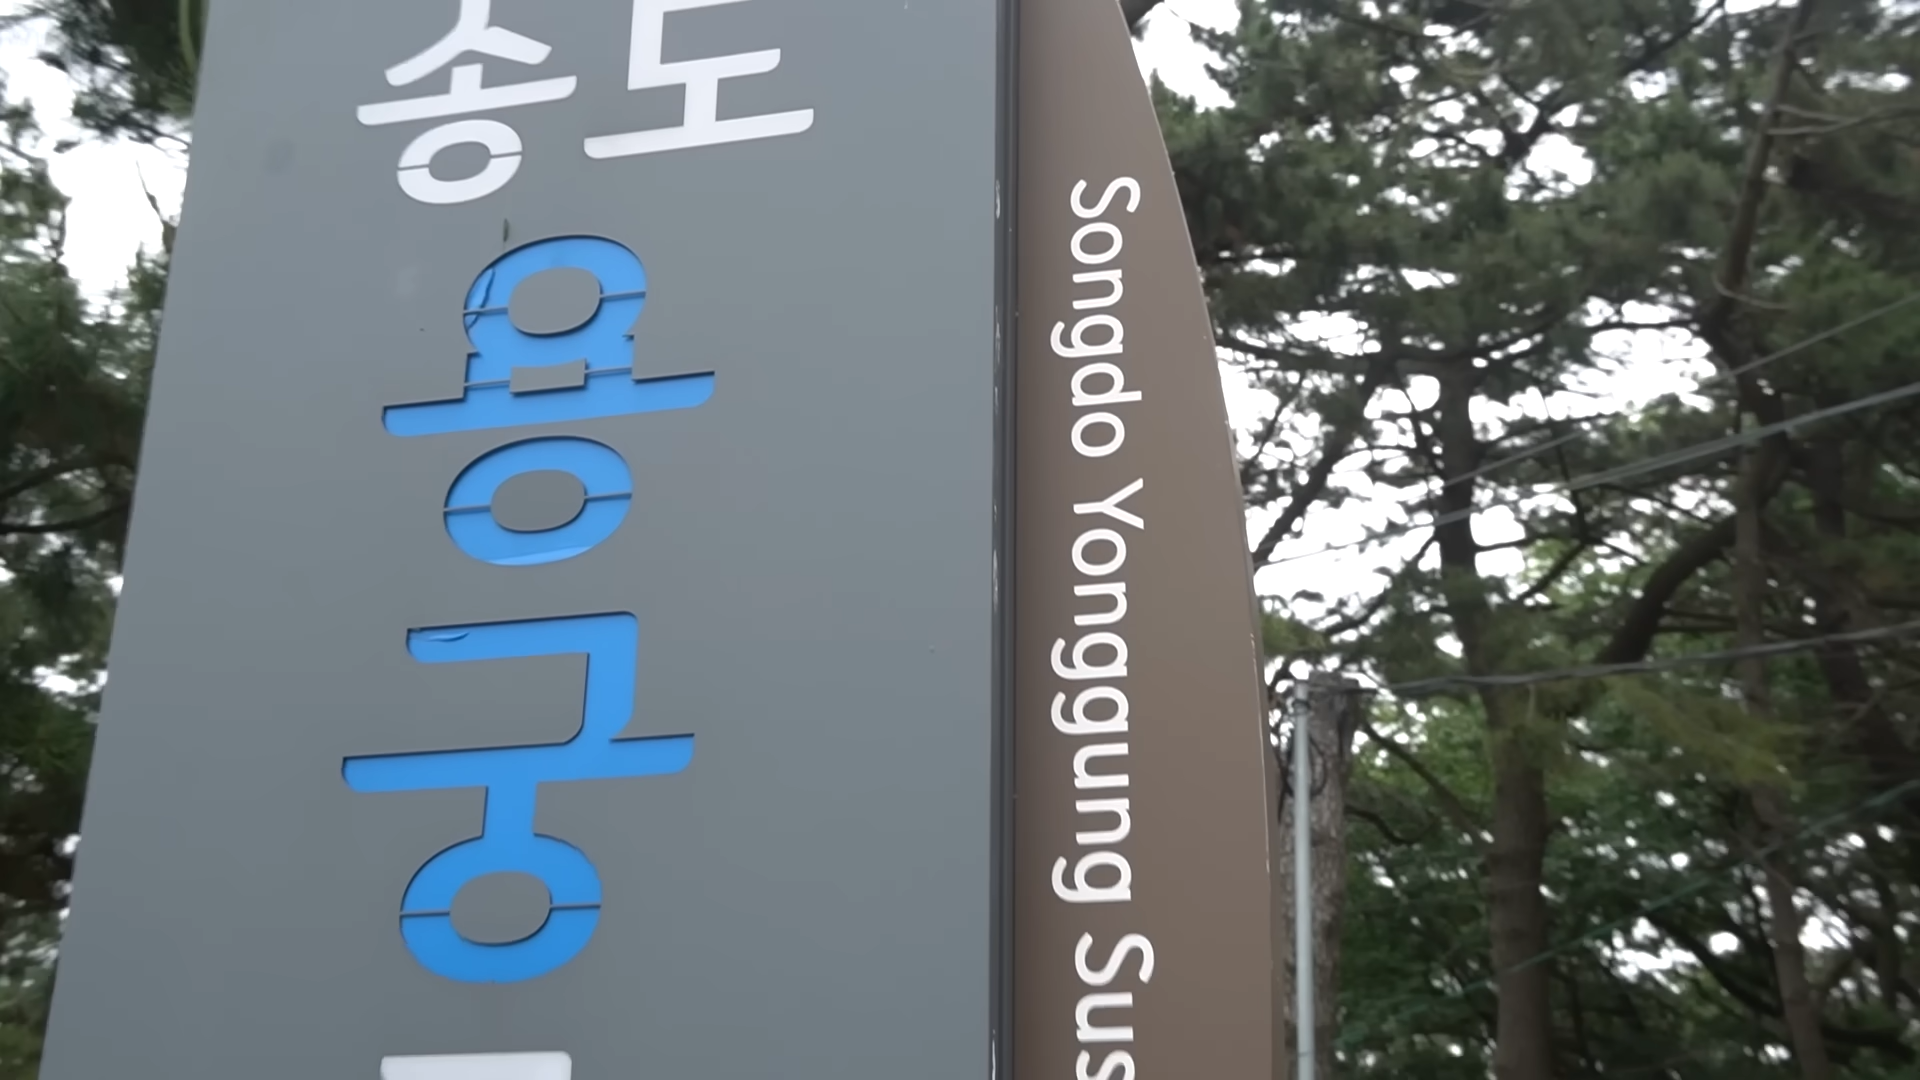 송도
용궁
Songdo Yonggung Sus